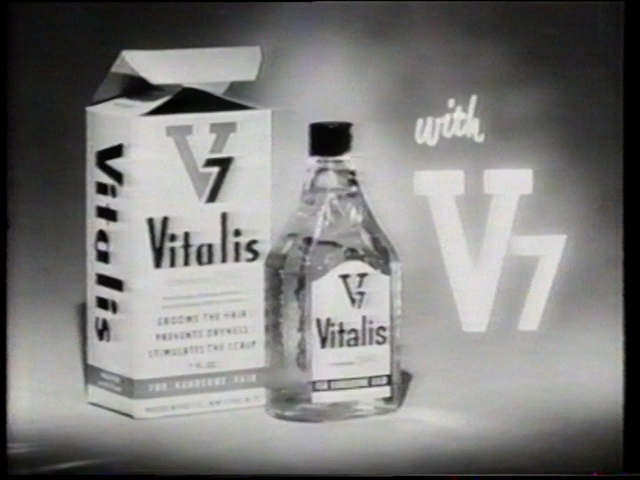 Vitalis
V7
Vitalis
GROOMS THE HAIR
PREVENTS DRYNESS
STIMULATES THE SCALP
FOR HANDSOME HAIR
V7
Vitalis
FOR HANDSOME HAIR
with
V7